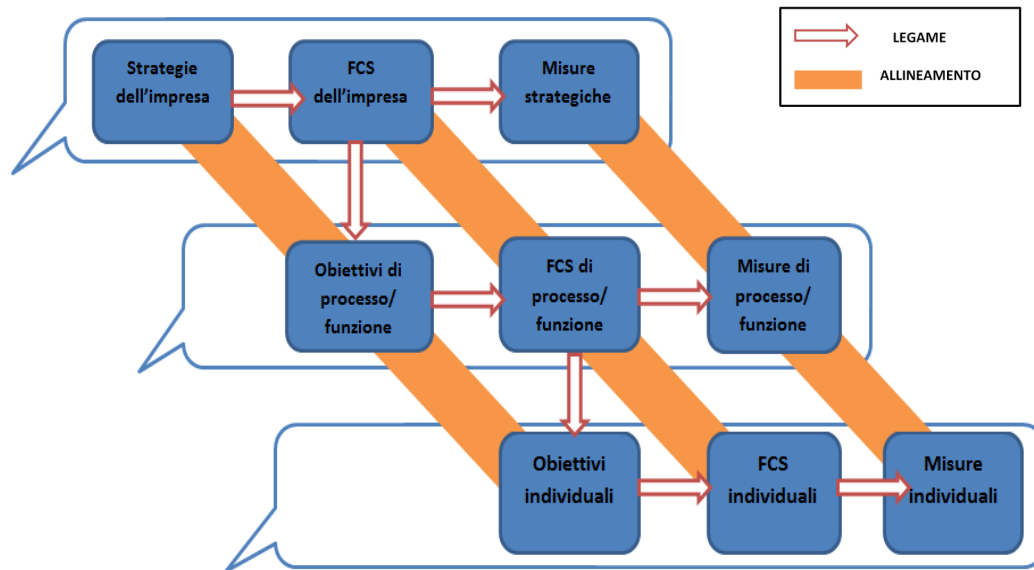 LEGAME
ALLINEAMENTO
Strategie
dell'impresa
FCS
dell'impresa
Misure
strategiche
Obiettivi di
processo/
funzione
FCS di
processo/
funzione
Misure di
processo/
funzione
Obiettivi
individuali
FCS
individuali
Misure
individuali